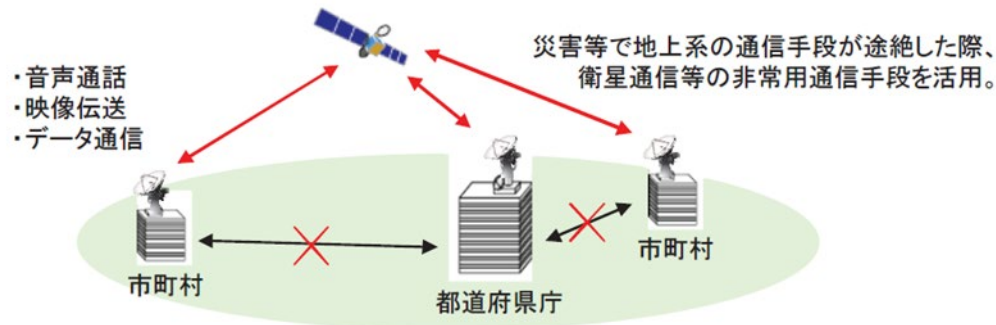 災害等で地上系の通信手段が途絶した際、
衛星通信等の非常用通信手段を活用。
・音声通話
・映像伝送
・データ通信
市町村
都道府県庁
市町村